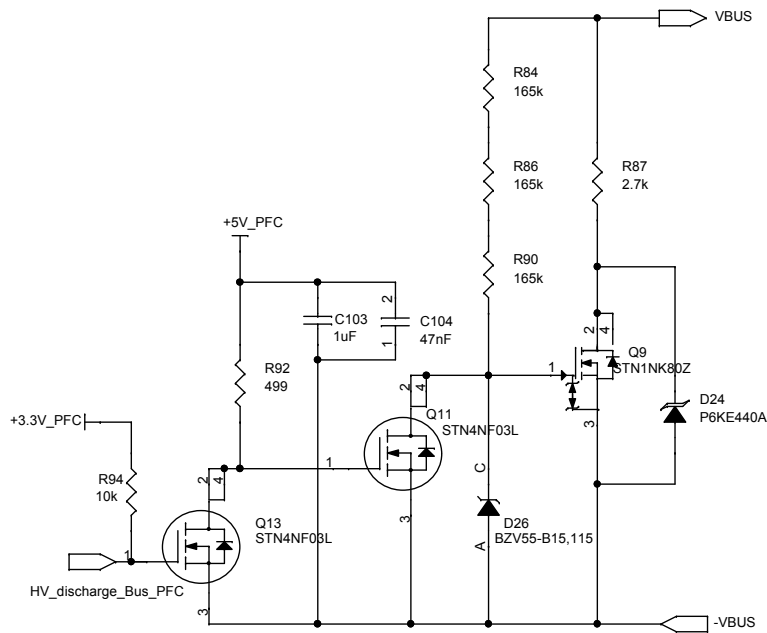 VBUS
R84
165k
R86
165k
R87
2.7k
+5V_PFC
R90
165k
2
C103
1uF
C104
47nF
1
R92
499
2
4
Q9
STN1NK80Z
1
3
D24
P6KE440A
+3.3V_PFC
2
4
Q11
STN4NF03L
1
3
R94
10k
2
4
C
Q13
STN4NF03L
D26
BZV55-B15,115
A
1
HV_discharge_Bus_PFC
3
-VBUS